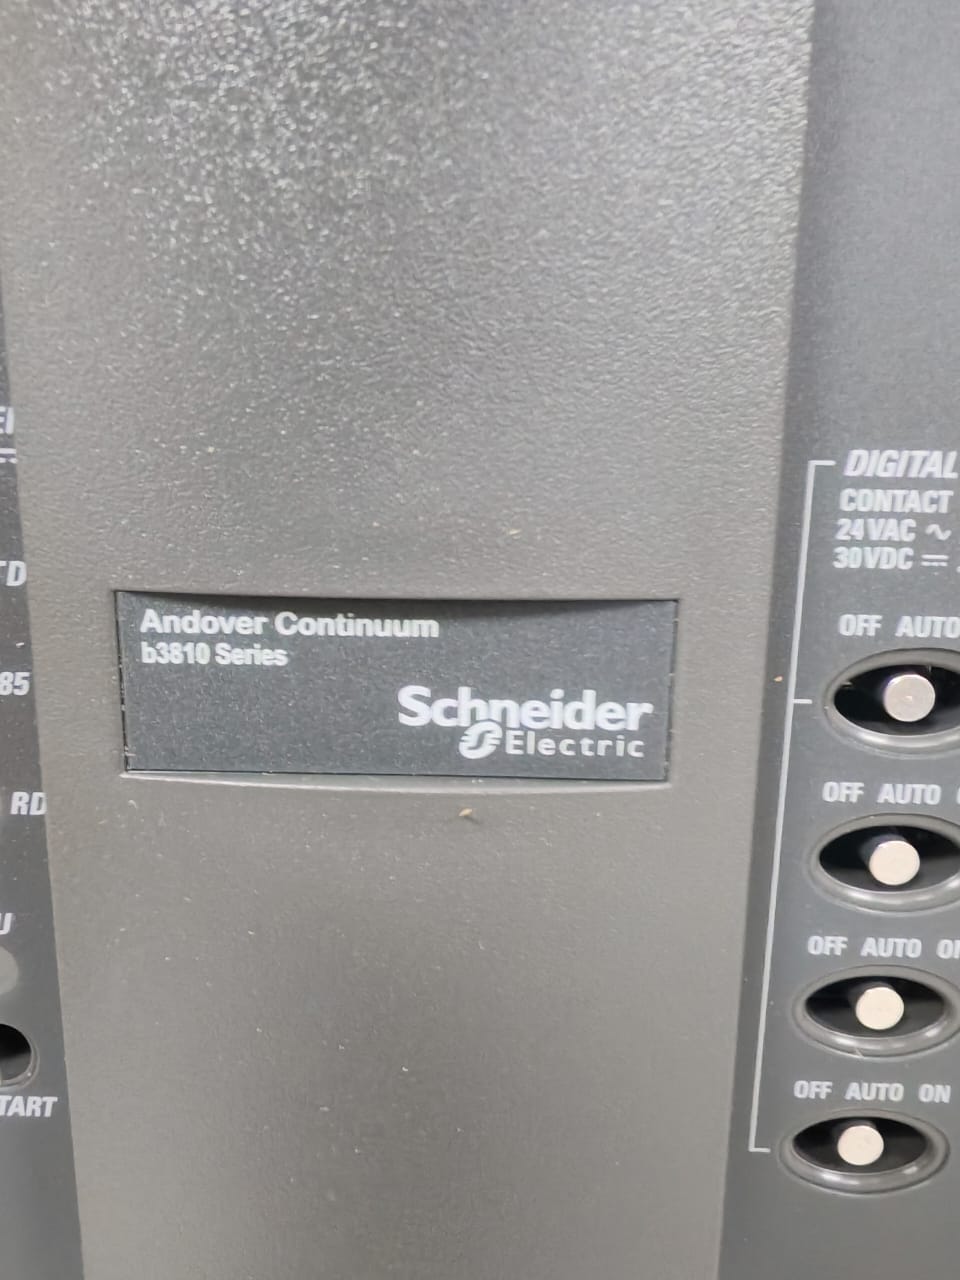 85
RD
TART
Andover Continuum
b3810 Series
Schneider
Electric
DIGITAL
CONTACT
24VAC ~
30VDC ⎓
OFF AUTO
OFF AUTO
OFF AUTO ON
OFF AUTO ON